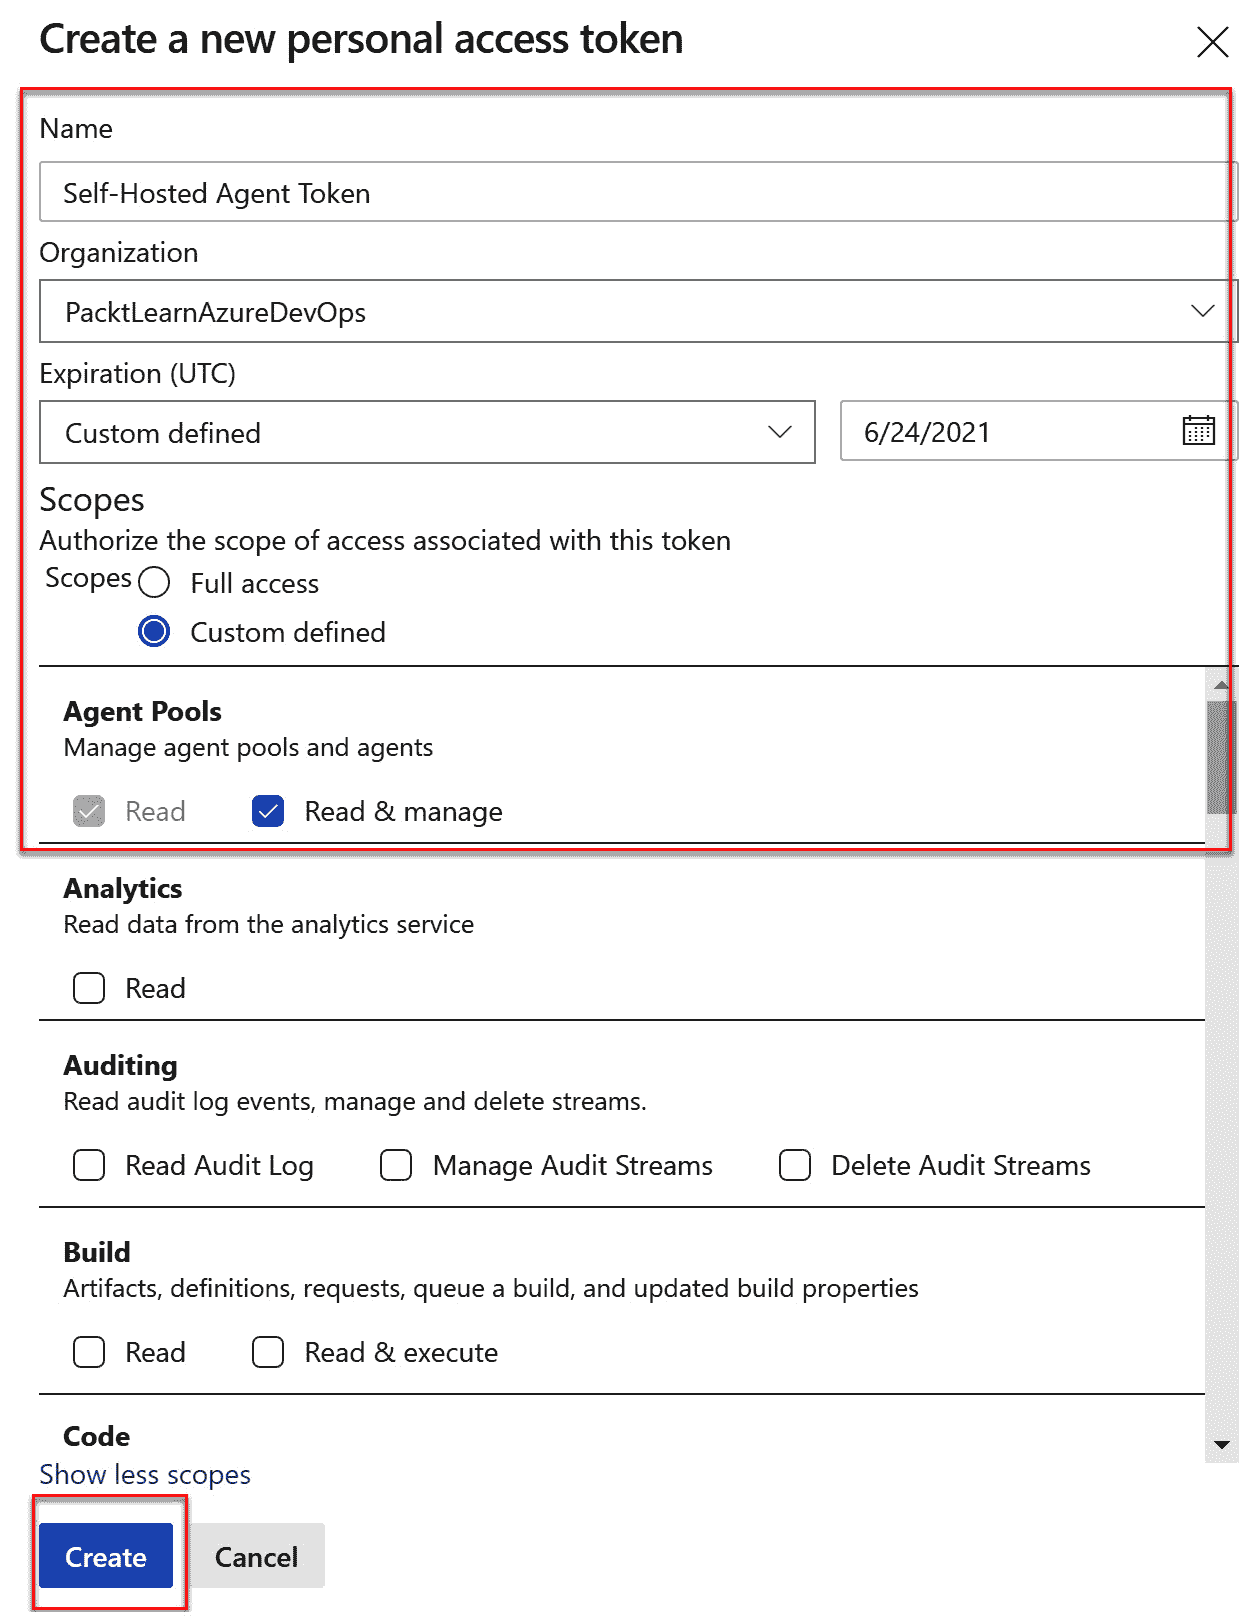 Create a new personal access token
Name
Self-Hosted Agent Token
Organization
PacktLearnAzureDevOps
Expiration (UTC)
Custom defined
6/24/2021
Scopes
Authorize the scope of access associated with this token
Scopes Full access
Custom defined
Agent Pools
Manage agent pools and agents
Read Read & manage
Analytics
Read data from the analytics service
Read
Auditing
Read audit log events, manage and delete streams.
Read Audit Log Manage Audit Streams Delete Audit Streams
Build
Artifacts, definitions, requests, queue a build, and updated build properties
Read Read & execute
Code
Show less scopes
Create Cancel